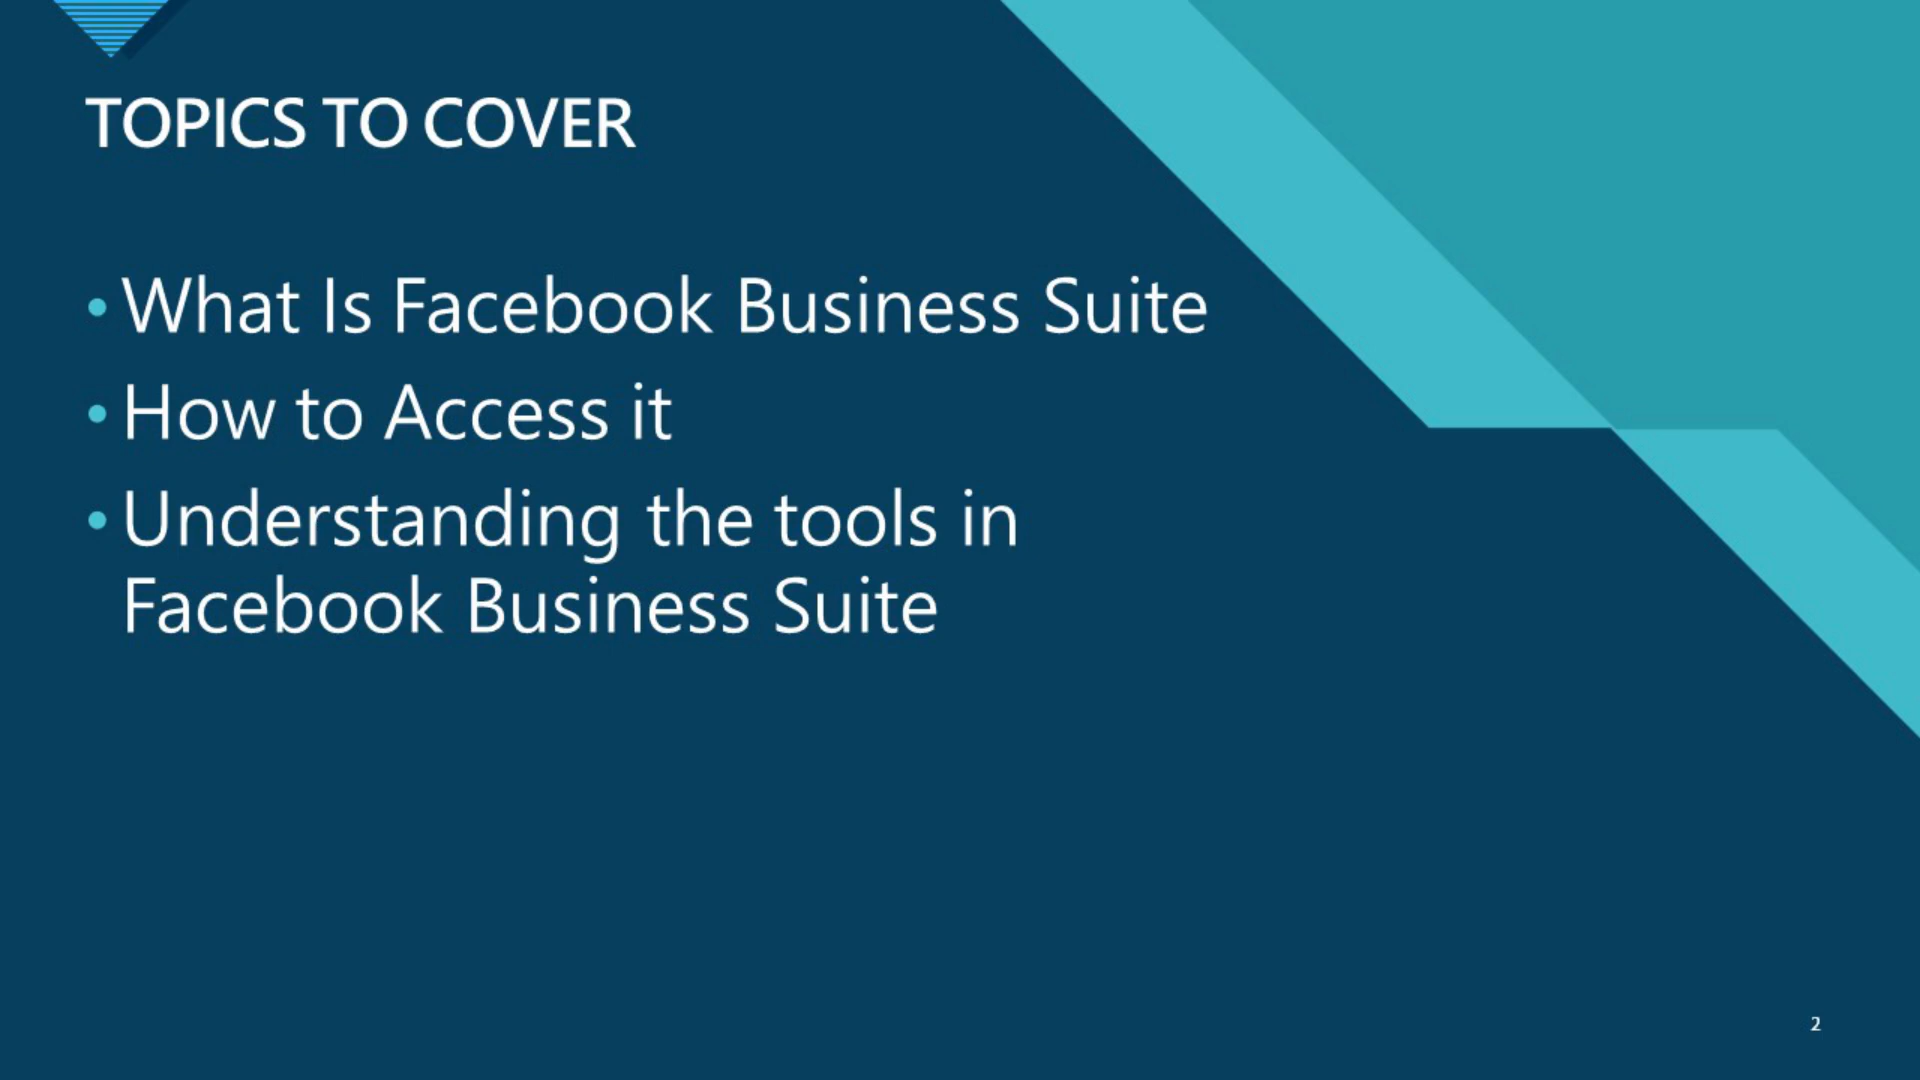 TOPICS TO COVER
• What Is Facebook Business Suite
• How to Access it
• Understanding the tools in
Facebook Business Suite
2